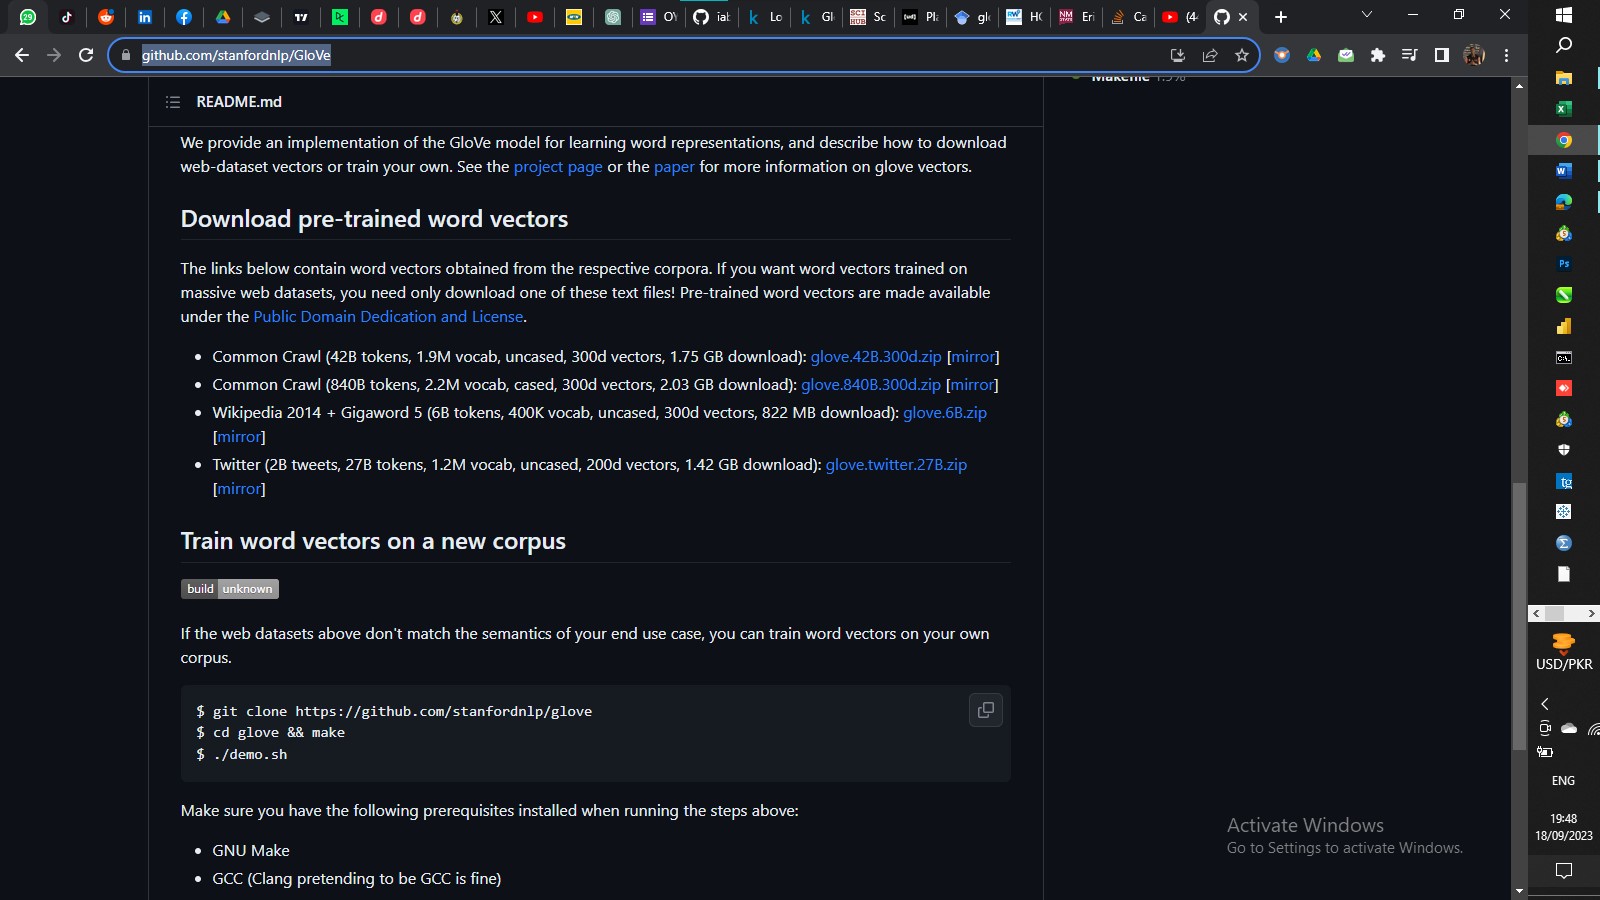 29
in
17
X
OY
iab
Lo
Gl
SCI HUB
Sc
Pl
gl
RW
H
NM
Eri
Ca
(4
github.com/stanfordnlp/GloVe
Makefile 1.5%
README.md
We provide an implementation of the GloVe model for learning word representations, and describe how to download
web-dataset vectors or train your own. See the project page or the paper for more information on glove vectors.
Download pre-trained word vectors
The links below contain word vectors obtained from the respective corpora. If you want word vectors trained on
massive web datasets, you need only download one of these text files! Pre-trained word vectors are made available
under the Public Domain Dedication and License.
• Common Crawl (42B tokens, 1.9M vocab, uncased, 300d vectors, 1.75 GB download): glove.42B.300d.zip [mirror]
• Common Crawl (840B tokens, 2.2M vocab, cased, 300d vectors, 2.03 GB download): glove.840B.300d.zip [mirror]
• Wikipedia 2014 + Gigaword 5 (6B tokens, 400K vocab, uncased, 300d vectors, 822 MB download): glove.6B.zip
[mirror]
• Twitter (2B tweets, 27B tokens, 1.2M vocab, uncased, 200d vectors, 1.42 GB download): glove.twitter.27B.zip
[mirror]
Train word vectors on a new corpus
build unknown
If the web datasets above don't match the semantics of your end use case, you can train word vectors on your own
corpus.
$ git clone https://github.com/stanfordnlp/glove
$ cd glove && make
$ ./demo.sh
Make sure you have the following prerequisites installed when running the steps above:
• GNU Make
• GCC (Clang pretending to be GCC is fine)
Activate Windows
Go to Settings to activate Windows.
Ps
tg
Σ
USD/PKR
ENG
19:48
18/09/2023